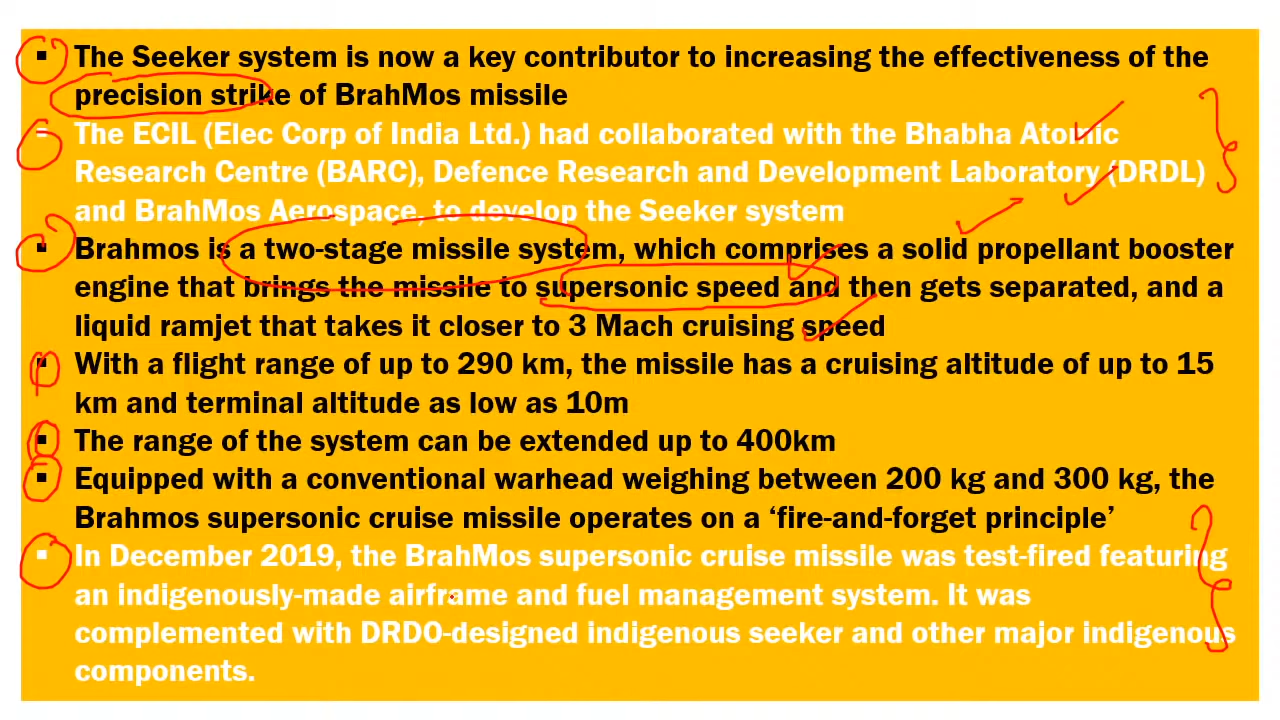 ▪ The Seeker system is now a key contributor to increasing the effectiveness of the
precision strike of BrahMos missile
▪ The ECIL (Elec Corp of India Ltd.) had collaborated with the Bhabha Atomic
Research Centre (BARC), Defence Research and Development Laboratory (DRDL)
and BrahMos Aerospace, to develop the Seeker system
▪ Brahmos is a two-stage missile system, which comprises a solid propellant booster
engine that brings the missile to supersonic speed and then gets separated, and a
liquid ramjet that takes it closer to 3 Mach cruising speed
▪ With a flight range of up to 290 km, the missile has a cruising altitude of up to 15
km and terminal altitude as low as 10m
▪ The range of the system can be extended up to 400km
▪ Equipped with a conventional warhead weighing between 200 kg and 300 kg, the
Brahmos supersonic cruise missile operates on a ‘fire-and-forget principle’
▪ In December 2019, the BrahMos supersonic cruise missile was test-fired featuring
an indigenously-made airframe and fuel management system. It was
complemented with DRDO-designed indigenous seeker and other major indigenous
components.